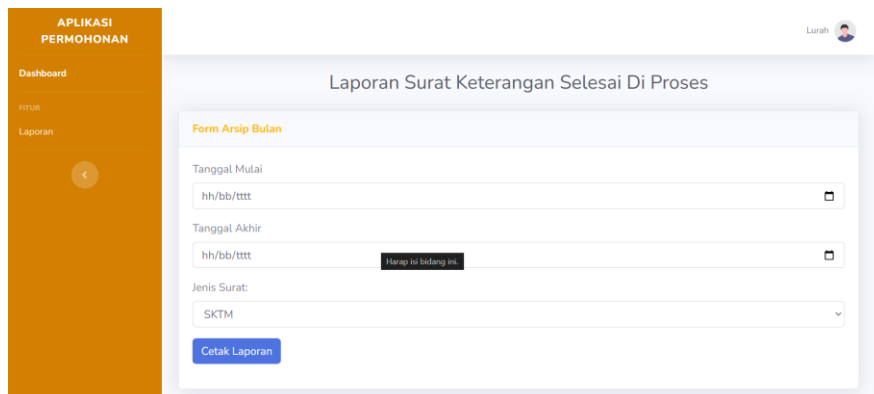 APLIKASI
PERMOHONAN
Lurah
Dashboard
FITUR
Laporan
Laporan Surat Keterangan Selesai Di Proses
Form Arsip Bulan
Tanggal Mulai
hh/bb/tttt
Tanggal Akhir
hh/bb/tttt
Harap isi bidang ini.
Jenis Surat:
SKTM
Cetak Laporan